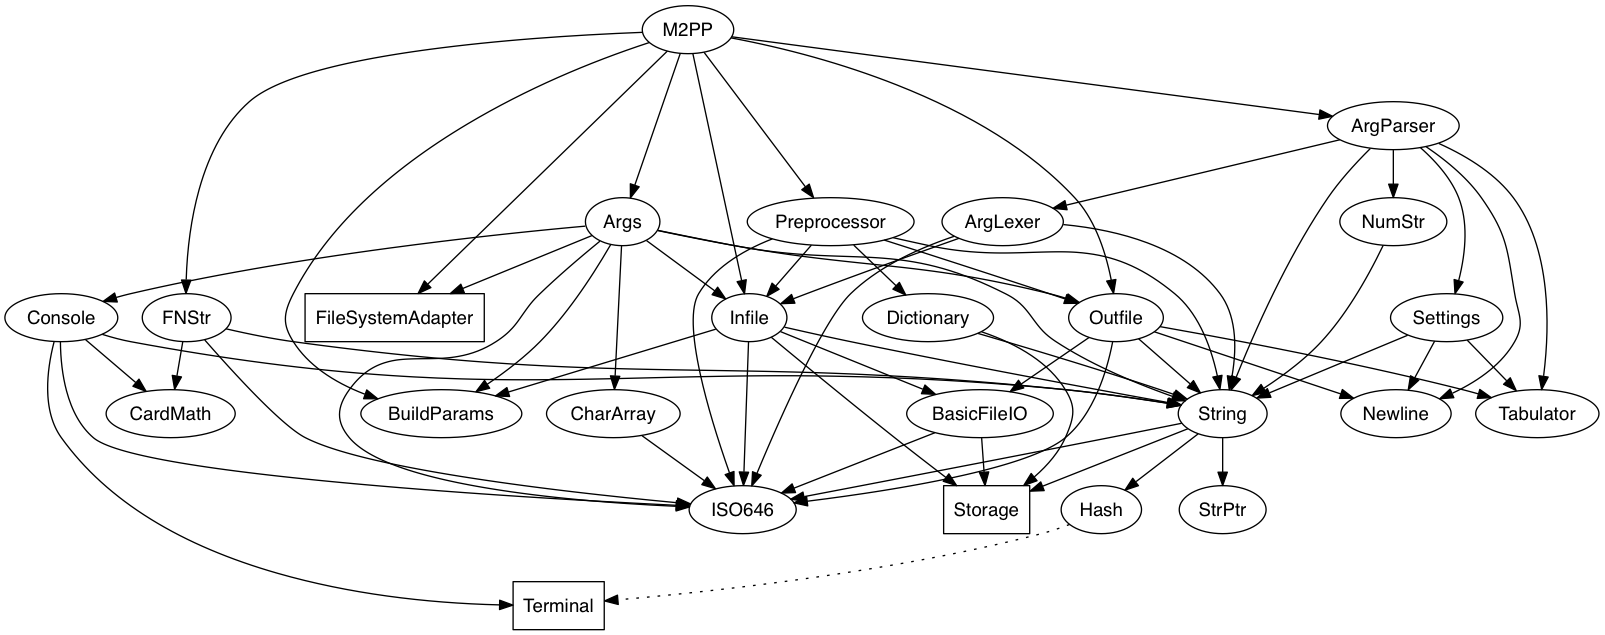 M2PP
ArgParser
Args
Preprocessor
ArgLexer
NumStr
Console
FNStr
FileSystemAdapter
Infile
Dictionary
Outfile
Settings
CardMath
BuildParams
CharArray
BasicFileIO
String
Newline
Tabulator
ISO646
Storage
Hash
StrPtr
Terminal